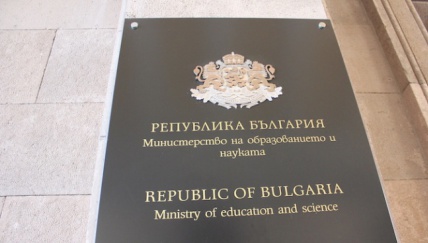 РЕПУБЛИКА БЪЛГАРИЯ
Министерство на образованието и
науката
REPUBLIC OF BULGARIA
Ministry of education and science